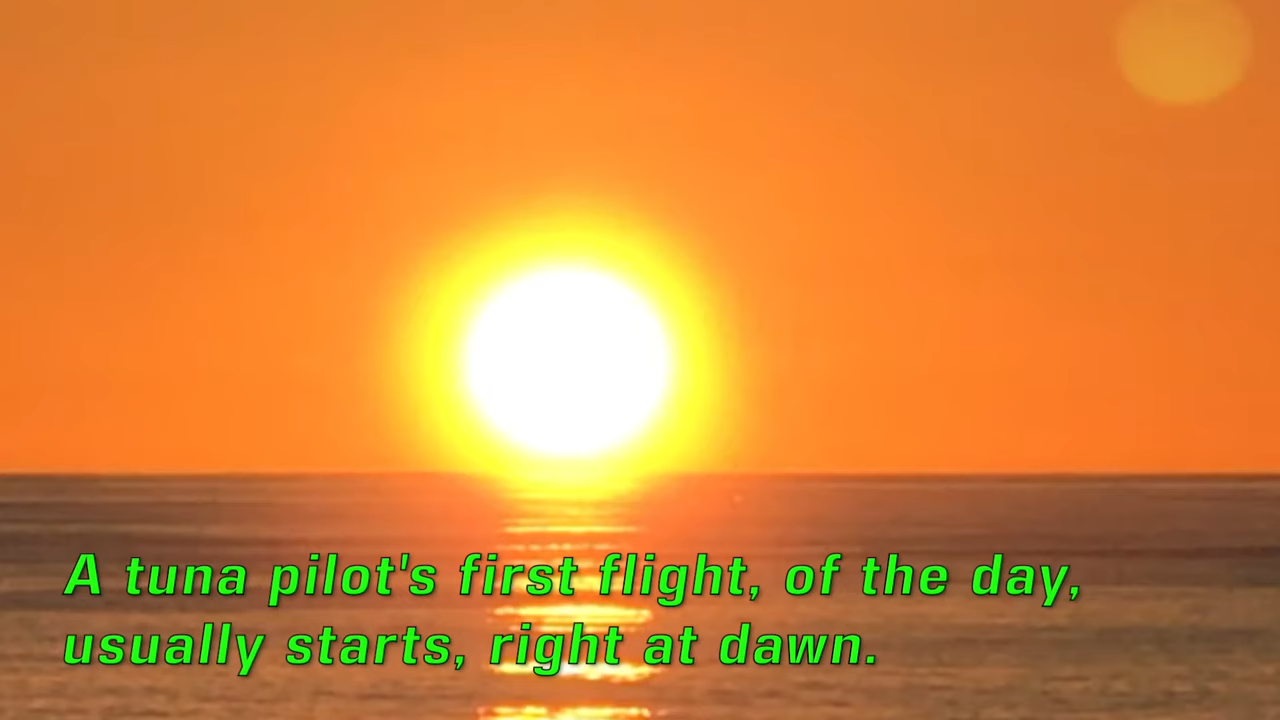 A tuna pilot's first flight, of the day,
usually starts, right at dawn.